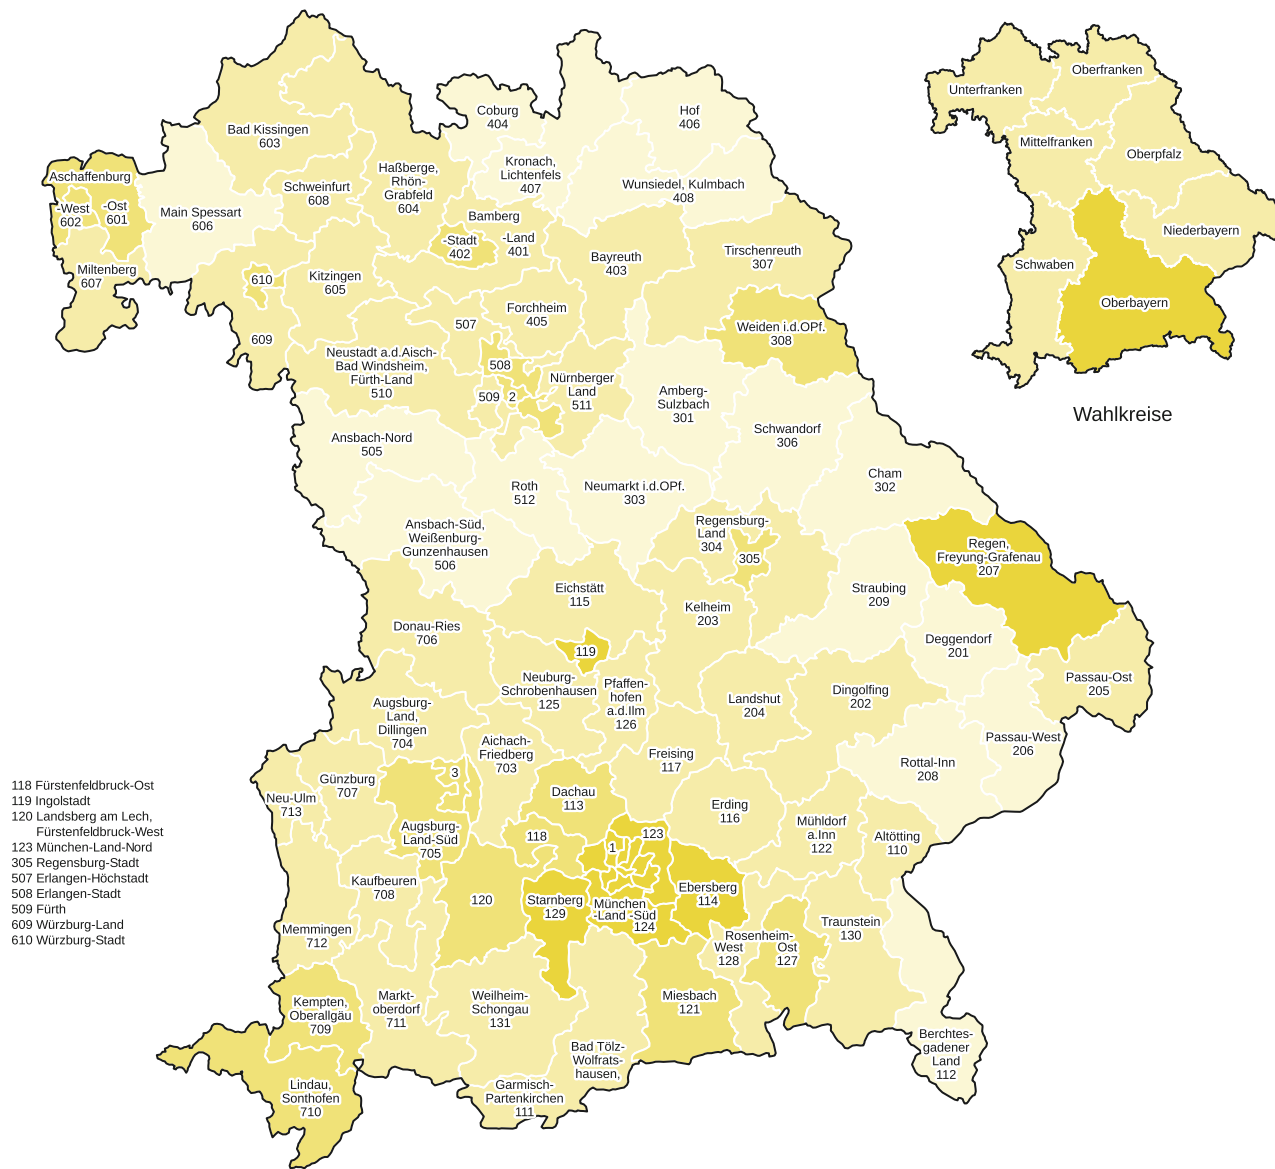 Coburg
404
Hof
406
Bad Kissingen
603
Kronach,
Lichtenfels
407
Haßberge,
Rhön-
Grabfeld
604
Aschaffenburg
-West
602
-Ost
601
Schweinfurt
608
Wunsiedel, Kulmbach
408
Main Spessart
606
Bamberg
-Stadt
402
-Land
401
Bayreuth
403
Tirschenreuth
307
Miltenberg
607
610
Kitzingen
605
Forchheim
405
507
Weiden i.d.OPf.
308
609
Neustadt a.d.Aisch-
Bad Windsheim,
Fürth-Land
510
508
509
2
Nürnberger
Land
511
Amberg-
Sulzbach
301
Schwandorf
306
Ansbach-Nord
505
Cham
302
Roth
512
Neumarkt i.d.OPf.
303
Ansbach-Süd,
Weißenburg-
Gunzenhausen
506
Regensburg-
Land
304
305
Regen,
Freyung-Grafenau
207
Eichstätt
115
Straubing
209
Kelheim
203
Donau-Ries
706
119
Deggendorf
201
Neuburg-
Schrobenhausen
125
Pfaffen-
hofen
a.d.Ilm
126
Landshut
204
Dingolfing
202
Passau-Ost
205
Augsburg-
Land,
Dillingen
704
Passau-West
206
Aichach-
Friedberg
703
Freising
117
Rottal-Inn
208
Günzburg
707
3
Neu-Ulm
713
Dachau
113
Erding
116
Mühldorf
a.Inn
122
Altötting
110
Augsburg-
Land-Süd
705
118
123
1
Kaufbeuren
708
120
Starnberg
129
München
-Land -Süd
124
Ebersberg
114
Memmingen
712
Rosenheim-
West
128
Ost
127
Traunstein
130
Kempten,
Oberallgäu
709
Markt-
oberdorf
711
Weilheim-
Schongau
131
Miesbach
121
Bad Tölz-
Wolfrats-
hausen,
Berchtes-
gadener
Land
112
Lindau,
Sonthofen
710
Garmisch-
Partenkirchen
111
118 Fürstenfeldbruck-Ost
119 Ingolstadt
120 Landsberg am Lech,
Fürstenfeldbruck-West
123 München-Land-Nord
305 Regensburg-Stadt
507 Erlangen-Höchstadt
508 Erlangen-Stadt
509 Fürth
609 Würzburg-Land
610 Würzburg-Stadt
Oberfranken
Unterfranken
Mittelfranken
Oberpfalz
Niederbayern
Schwaben
Oberbayern
Wahlkreise